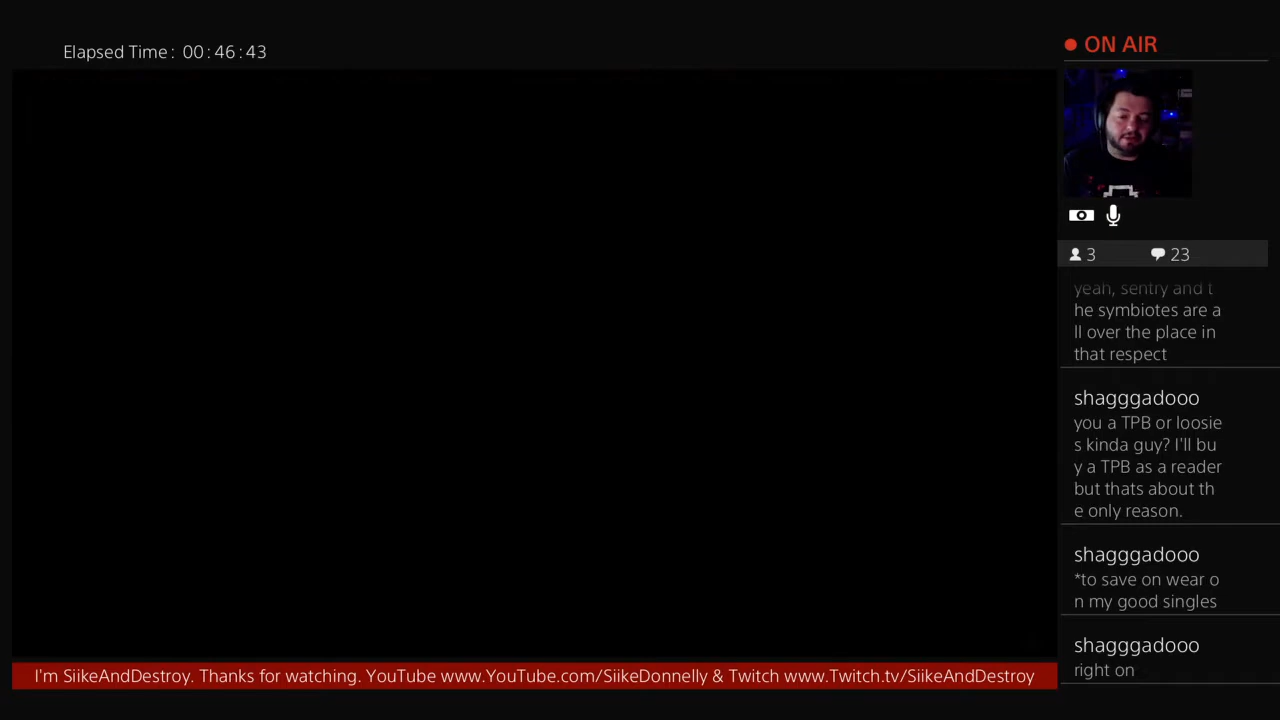 Elapsed Time: 00:46:43
ON AIR
3 23
yeah, sentry and t
he symbiotes are a
ll over the place in
that respect
shagggadooo
you a TPB or loosie
s kinda guy? I'll bu
y a TPB as a reader
but thats about th
e only reason.
shagggadooo
*to save on wear o
n my good singles
shagggadooo
right on
I'm SiikeAndDestroy. Thanks for watching. YouTube www.YouTube.com/SiikeDonnelly & Twitch www.Twitch.tv/SiikeAndDestroy